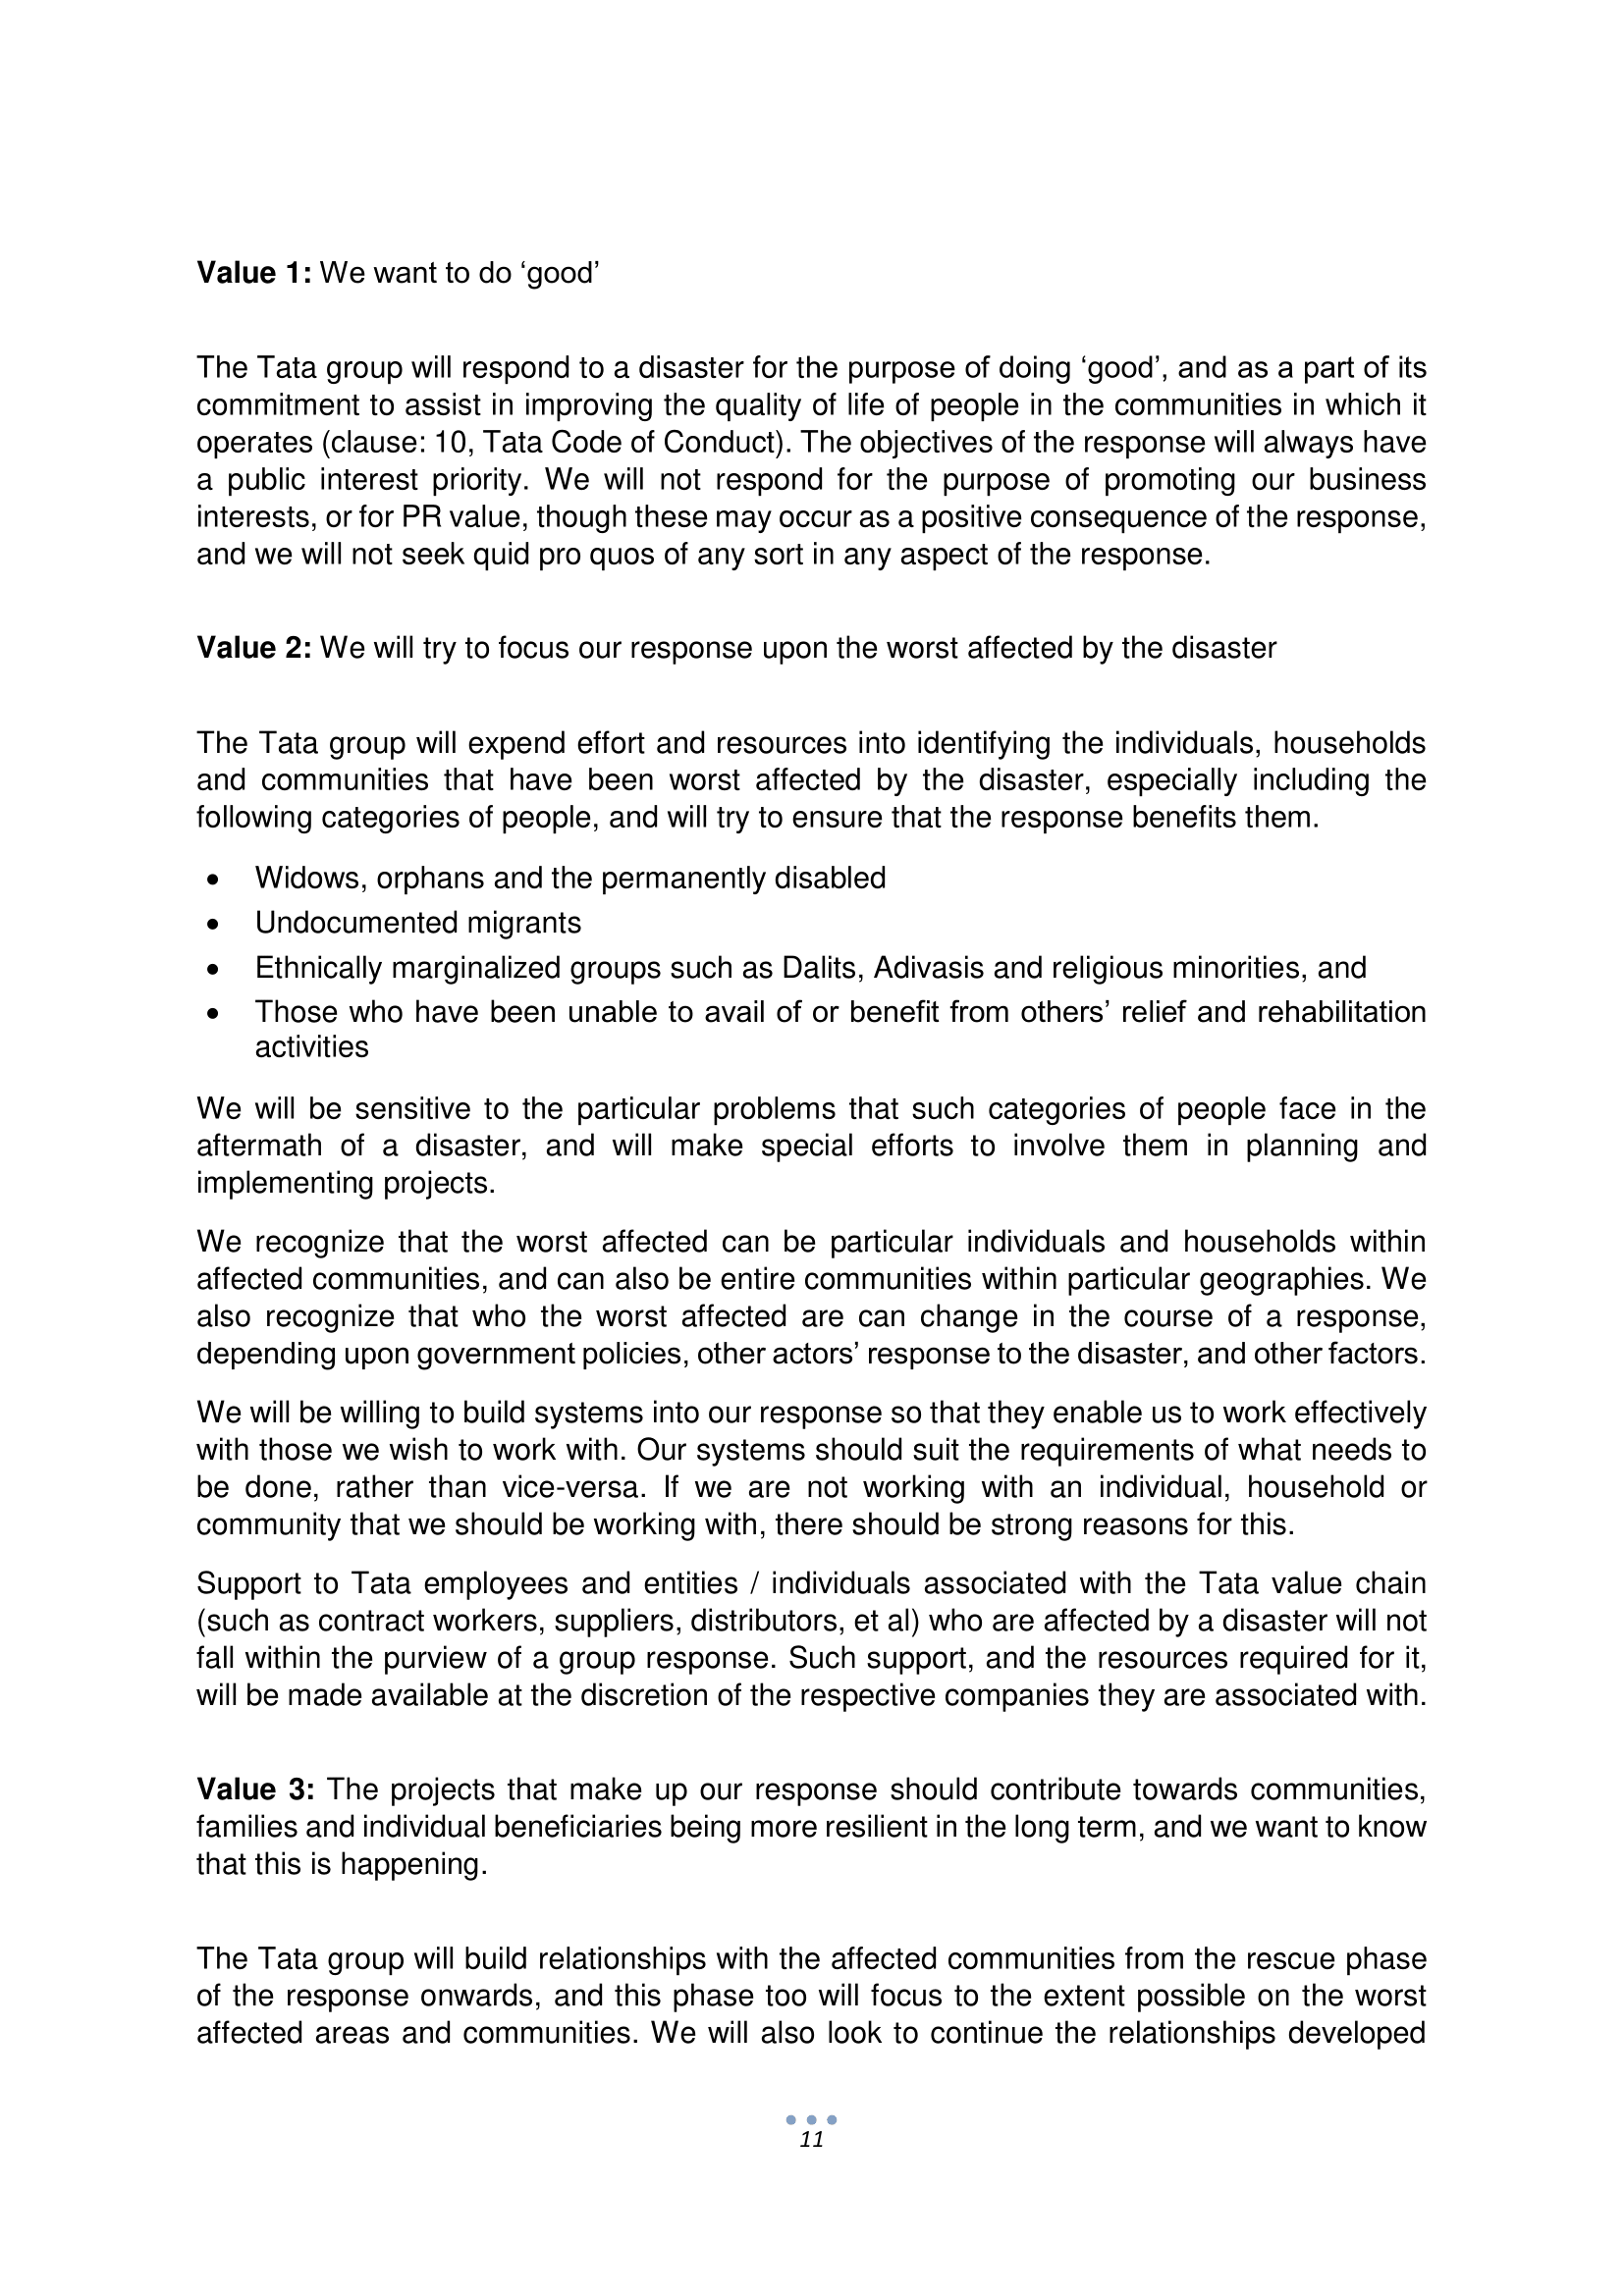 Value 1: We want to do ‘good’
The Tata group will respond to a disaster for the purpose of doing ‘good’, and as a part of its
commitment to assist in improving the quality of life of people in the communities in which it
operates (clause: 10, Tata Code of Conduct). The objectives of the response will always have
a public interest priority. We will not respond for the purpose of promoting our business
interests, or for PR value, though these may occur as a positive consequence of the response,
and we will not seek quid pro quos of any sort in any aspect of the response.
Value 2: We will try to focus our response upon the worst affected by the disaster
The Tata group will expend effort and resources into identifying the individuals, households
and communities that have been worst affected by the disaster, especially including the
following categories of people, and will try to ensure that the response benefits them.
• Widows, orphans and the permanently disabled
• Undocumented migrants
• Ethnically marginalized groups such as Dalits, Adivasis and religious minorities, and
• Those who have been unable to avail of or benefit from others’ relief and rehabilitation
activities
We will be sensitive to the particular problems that such categories of people face in the
aftermath of a disaster, and will make special efforts to involve them in planning and
implementing projects.
We recognize that the worst affected can be particular individuals and households within
affected communities, and can also be entire communities within particular geographies. We
also recognize that who the worst affected are can change in the course of a response,
depending upon government policies, other actors’ response to the disaster, and other factors.
We will be willing to build systems into our response so that they enable us to work effectively
with those we wish to work with. Our systems should suit the requirements of what needs to
be done, rather than vice-versa. If we are not working with an individual, household or
community that we should be working with, there should be strong reasons for this.
Support to Tata employees and entities / individuals associated with the Tata value chain
(such as contract workers, suppliers, distributors, et al) who are affected by a disaster will not
fall within the purview of a group response. Such support, and the resources required for it,
will be made available at the discretion of the respective companies they are associated with.
Value 3: The projects that make up our response should contribute towards communities,
families and individual beneficiaries being more resilient in the long term, and we want to know
that this is happening.
The Tata group will build relationships with the affected communities from the rescue phase
of the response onwards, and this phase too will focus to the extent possible on the worst
affected areas and communities. We will also look to continue the relationships developed
11